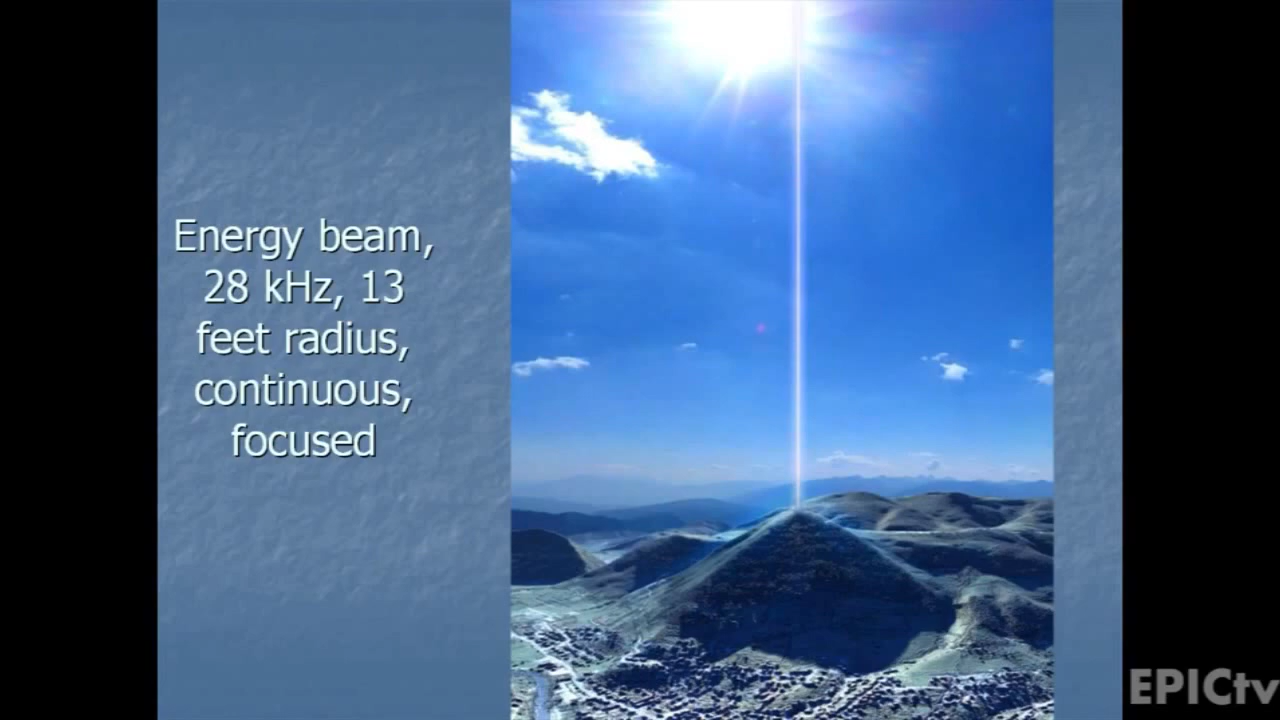 Energy beam,
28 kHz, 13
feet radius,
continuous,
focused
EPICtv